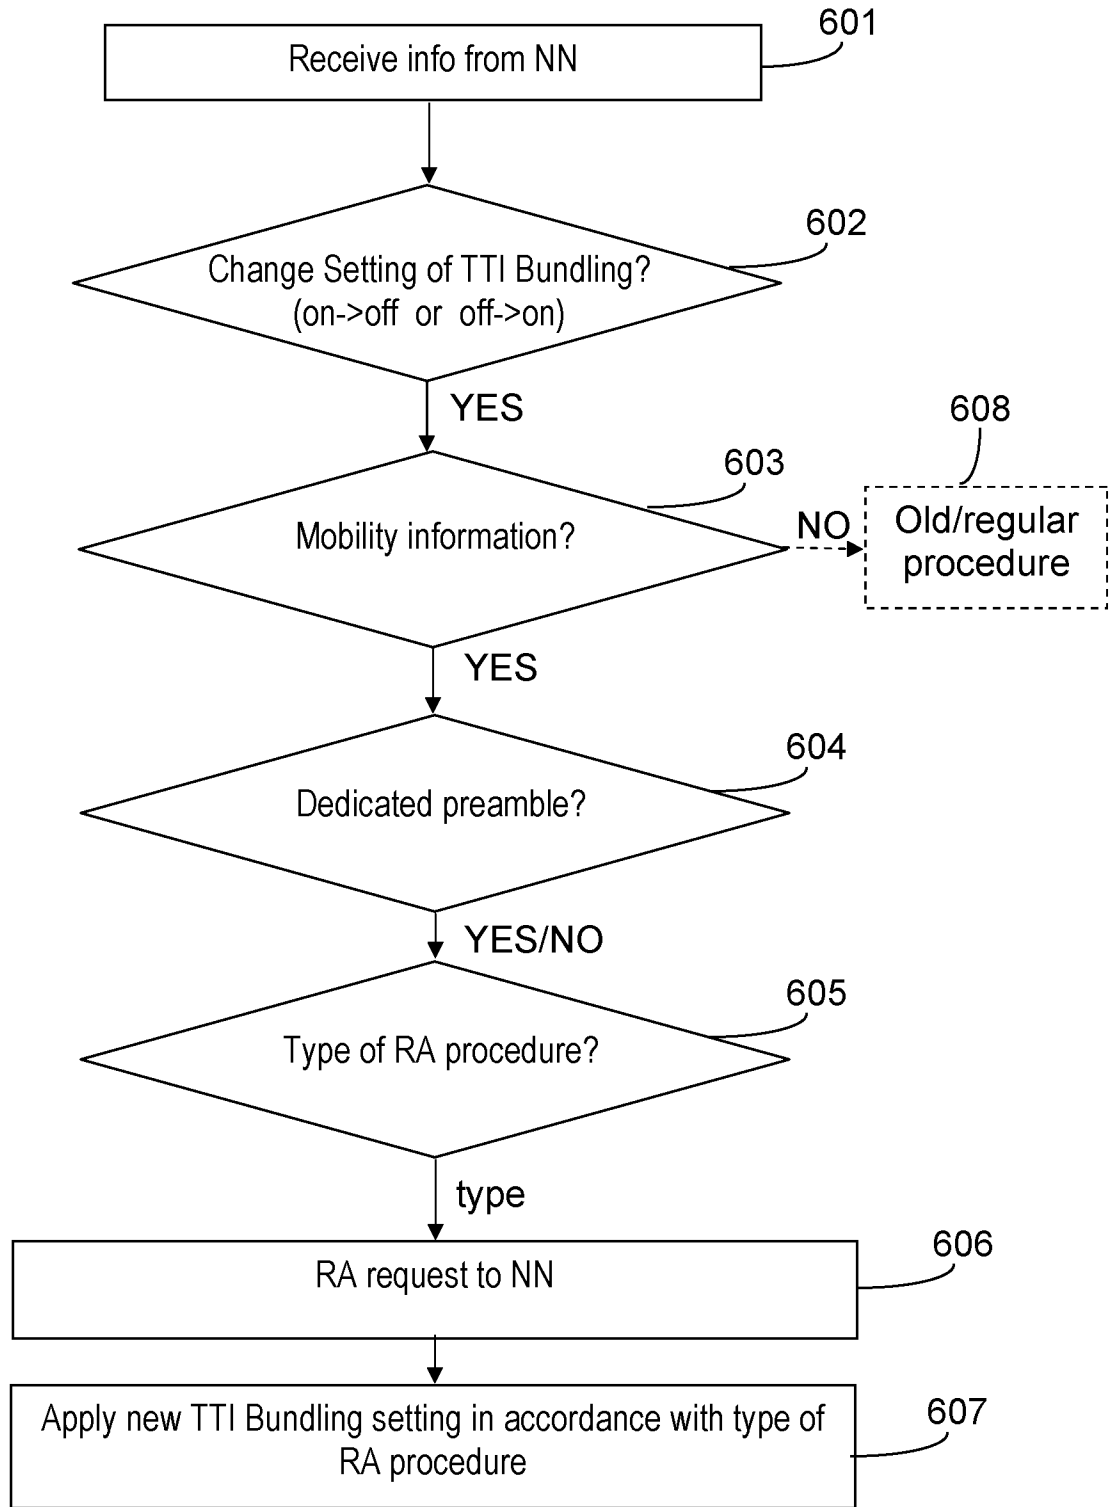 601
Receive info from NN
602
Change Setting of TTI Bundling?
(on->off or off->on)
YES
608
603
Mobility information?
NO
Old/regular
procedure
YES
604
Dedicated preamble?
YES/NO
605
Type of RA procedure?
type
606
RA request to NN
607
Apply new TTI Bundling setting in accordance with type of
RA procedure